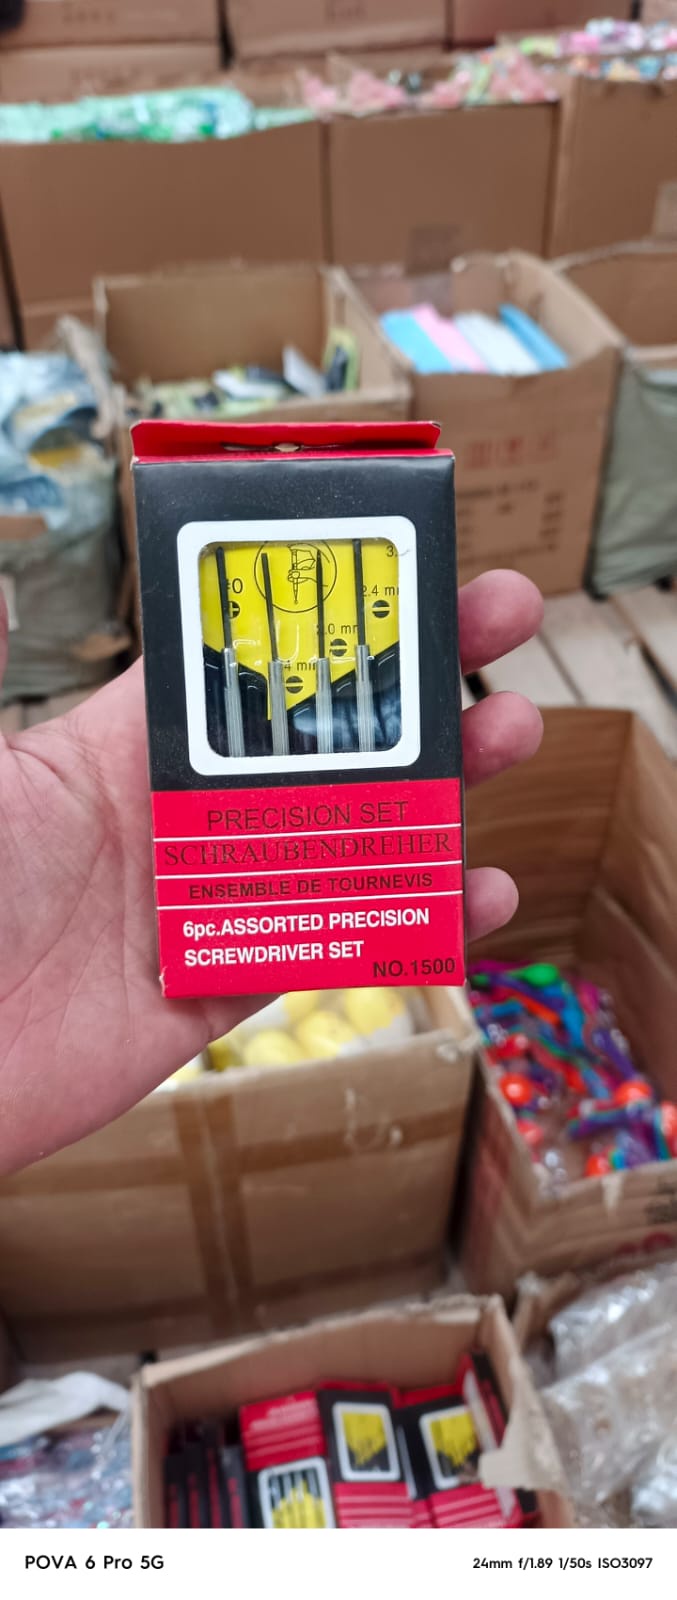 #0
2.4 m
2.0 mm
4 mm
PRECISION SET
SCHRAUBENDREHER
ENSEMBLE DE TOURNEVIS
6pc.ASSORTED PRECISION
SCREWDRIVER SET
NO.1500
POVA 6 Pro 5G
24mm f/1.89 1/50s ISO3097